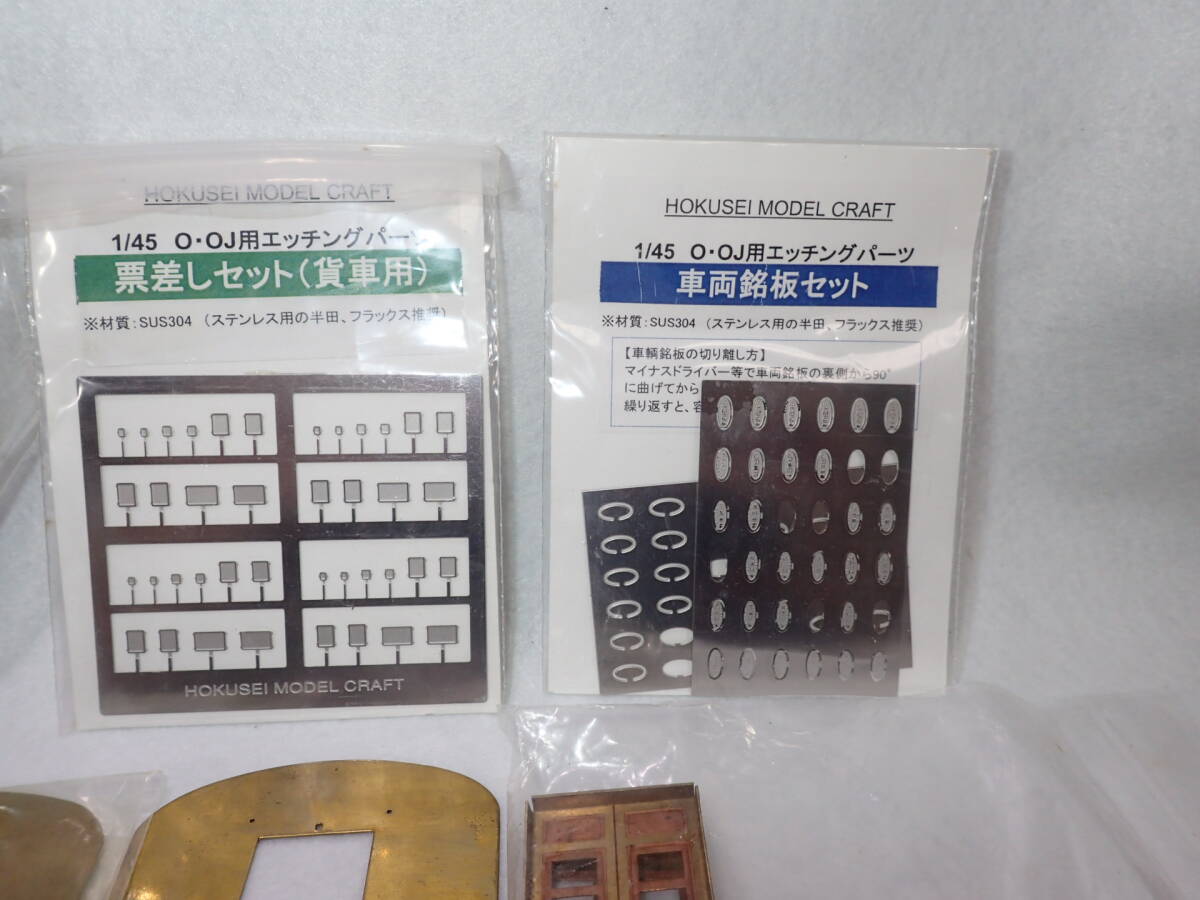 HOKUSEI MODEL CRAFT
1/45 O・OJ用エッチングパーツ
票差しセット(貨車用)
※材質:SUS304 (ステンレス用の半田、フラックス推奨)
HOKUSEI MODEL CRAFT
HOKUSEI MODEL CRAFT
1/45 O・OJ用エッチングパーツ
車両銘板セット
※材質:SUS304 (ステンレス用の半田、フラックス推奨)
【車輌銘板の切り離し方】
マイナスドライバー等で車両銘板の裏側から90°
に曲げてから
繰り返すと、容